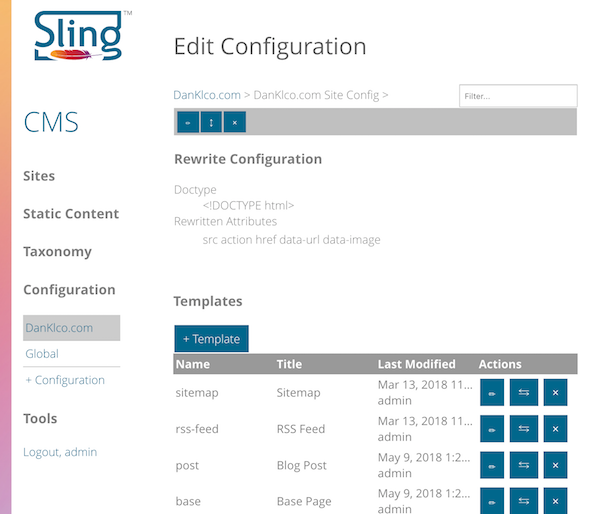 Sling™
CMS
Sites
Static Content
Taxonomy
Configuration
DanKlco.com
Global
+ Configuration
Tools
Logout, admin
Edit Configuration
DanKlco.com > DanKlco.com Site Config >
Filter...
Rewrite Configuration
Doctype
<!DOCTYPE html>
Rewritten Attributes
src action href data-url data-image
Templates
+ Template
Name Title Last Modified Actions
sitemap Sitemap Mar 13, 2018 11...
admin
rss-feed RSS Feed Mar 13, 2018 11...
admin
post Blog Post May 9, 2018 1:2...
admin
base Base Page May 9, 2018 1:2...
admin